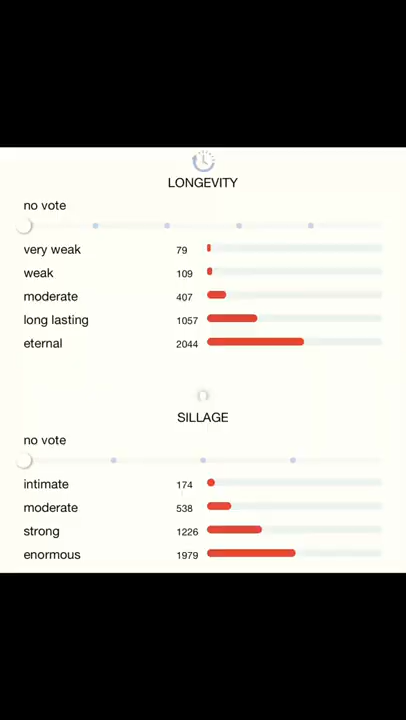 LONGEVITY
no vote
very weak 79
weak 109
moderate 407
long lasting 1057
eternal 2044
SILLAGE
no vote
intimate 174
moderate 538
strong 1226
enormous 1979